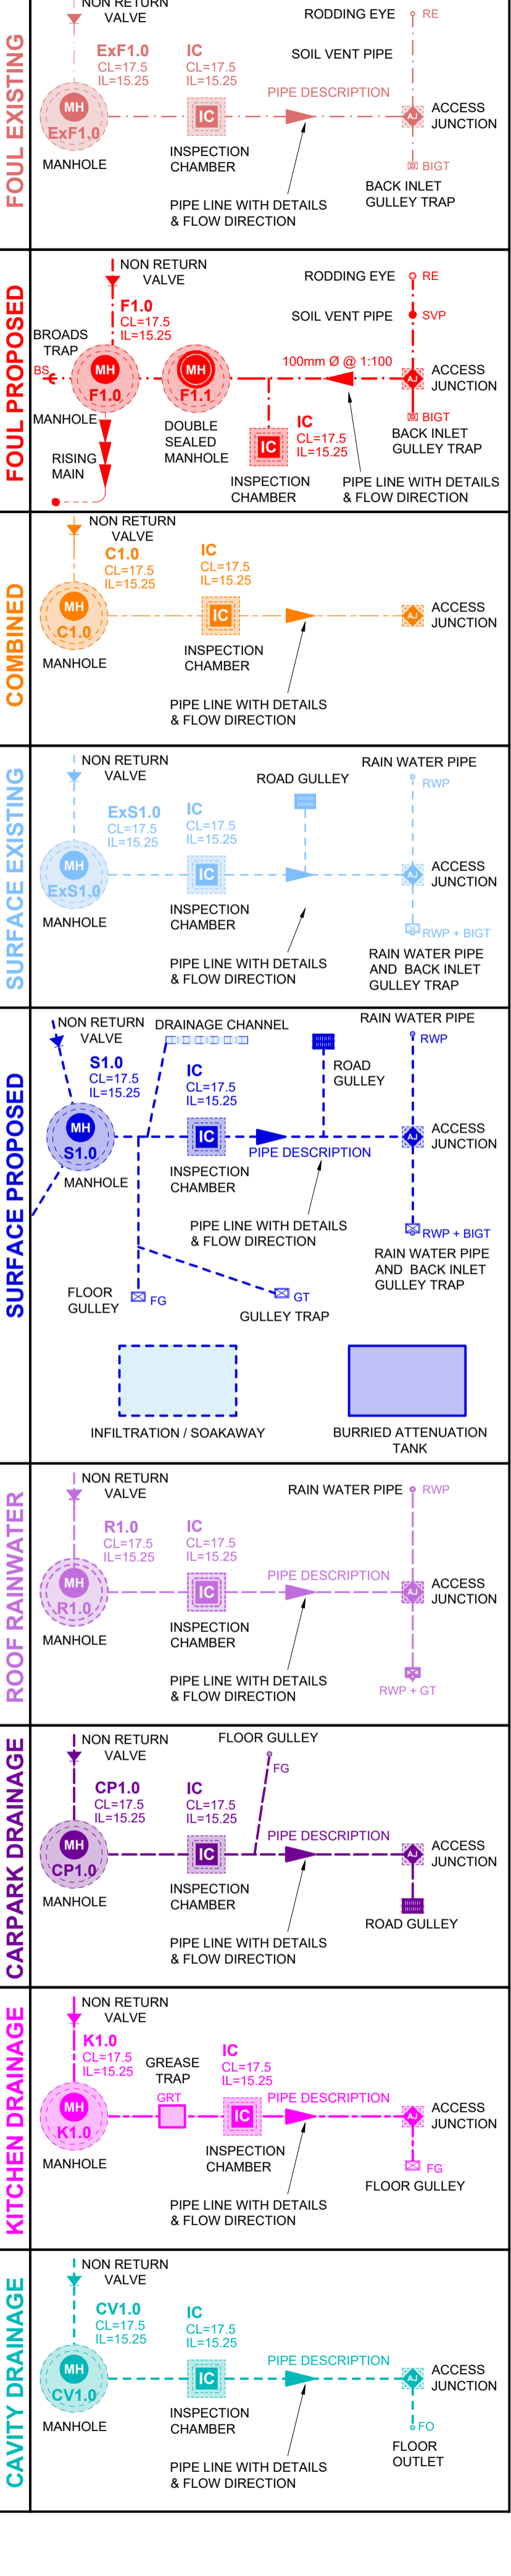 FOUL EXISTING
NON RETURN
VALVE
ExF1.0
CL=17.5
IL=15.25
IC
CL=17.5
IL=15.25
RODDING EYE
RE
SOIL VENT PIPE
PIPE DESCRIPTION
MH
ExF1.0
IC
AJ
ACCESS
JUNCTION
MANHOLE
INSPECTION
CHAMBER
BIGT
BACK INLET
GULLEY TRAP
PIPE LINE WITH DETAILS
& FLOW DIRECTION
FOUL PROPOSED
NON RETURN
VALVE
RODDING EYE
RE
F1.0
CL=17.5
IL=15.25
SOIL VENT PIPE
SVP
BROADS
TRAP
BS
MH
F1.0
MH
F1.1
100mm Ø @ 1:100
AJ
ACCESS
JUNCTION
MANHOLE
DOUBLE
SEALED
MANHOLE
IC
IC
CL=17.5
IL=15.25
BIGT
BACK INLET
GULLEY TRAP
RISING
MAIN
INSPECTION
CHAMBER
PIPE LINE WITH DETAILS
& FLOW DIRECTION
COMBINED
NON RETURN
VALVE
C1.0
CL=17.5
IL=15.25
IC
CL=17.5
IL=15.25
MH
C1.0
IC
AJ
ACCESS
JUNCTION
MANHOLE
INSPECTION
CHAMBER
PIPE LINE WITH DETAILS
& FLOW DIRECTION
SURFACE EXISTING
NON RETURN
VALVE
RAIN WATER PIPE
RWP
ROAD GULLEY
ExS1.0
CL=17.5
IL=15.25
IC
CL=17.5
IL=15.25
MH
ExS1.0
IC
AJ
ACCESS
JUNCTION
MANHOLE
INSPECTION
CHAMBER
RWP + BIGT
PIPE LINE WITH DETAILS
& FLOW DIRECTION
RAIN WATER PIPE
AND BACK INLET
GULLEY TRAP
SURFACE PROPOSED
NON RETURN
VALVE
DRAINAGE CHANNEL
RAIN WATER PIPE
RWP
S1.0
CL=17.5
IL=15.25
IC
CL=17.5
IL=15.25
ROAD
GULLEY
MH
S1.0
IC
AJ
ACCESS
JUNCTION
PIPE DESCRIPTION
MANHOLE
INSPECTION
CHAMBER
PIPE LINE WITH DETAILS
& FLOW DIRECTION
RWP + BIGT
RAIN WATER PIPE
AND BACK INLET
GULLEY TRAP
FLOOR
GULLEY
FG
GT
GULLEY TRAP
INFILTRATION / SOAKAWAY
BURRIED ATTENUATION
TANK
ROOF RAINWATER
NON RETURN
VALVE
RAIN WATER PIPE
RWP
R1.0
CL=17.5
IL=15.25
IC
CL=17.5
IL=15.25
PIPE DESCRIPTION
MH
R1.0
IC
AJ
ACCESS
JUNCTION
MANHOLE
INSPECTION
CHAMBER
PIPE LINE WITH DETAILS
& FLOW DIRECTION
RWP + GT
CARPARK DRAINAGE
NON RETURN
VALVE
FLOOR GULLEY
FG
CP1.0
CL=17.5
IL=15.25
IC
CL=17.5
IL=15.25
PIPE DESCRIPTION
MH
CP1.0
IC
AJ
ACCESS
JUNCTION
MANHOLE
INSPECTION
CHAMBER
ROAD GULLEY
PIPE LINE WITH DETAILS
& FLOW DIRECTION
KITCHEN DRAINAGE
NON RETURN
VALVE
K1.0
CL=17.5
IL=15.25
GREASE
TRAP
GRT
IC
CL=17.5
IL=15.25
PIPE DESCRIPTION
MH
K1.0
IC
AJ
ACCESS
JUNCTION
MANHOLE
INSPECTION
CHAMBER
FG
FLOOR GULLEY
PIPE LINE WITH DETAILS
& FLOW DIRECTION
CAVITY DRAINAGE
NON RETURN
VALVE
CV1.0
CL=17.5
IL=15.25
IC
CL=17.5
IL=15.25
PIPE DESCRIPTION
MH
CV1.0
IC
AJ
ACCESS
JUNCTION
MANHOLE
INSPECTION
CHAMBER
FO
FLOOR
OUTLET
PIPE LINE WITH DETAILS
& FLOW DIRECTION